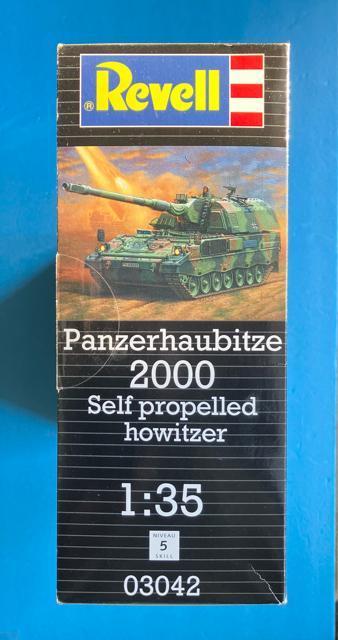 ® Revell
Panzerhaubitze
2000
Self propelled
howitzer
1:35
NIVEAU
5
SKILL
03042